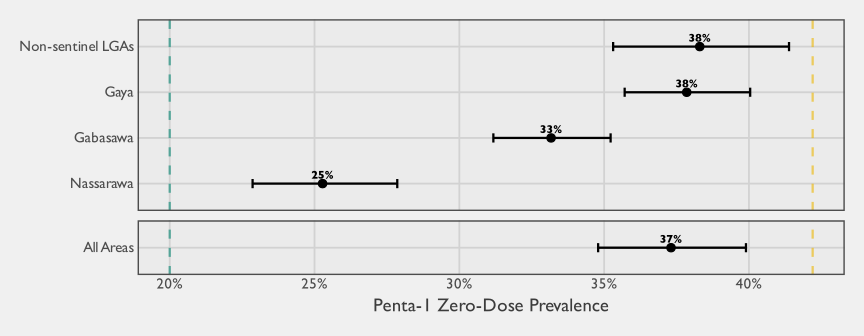 Non-sentinel LGAs
38%
Gaya
38%
Gabasawa
33%
Nassarawa
25%
All Areas
37%
20% 25% 30% 35% 40%
Penta-1 Zero-Dose Prevalence